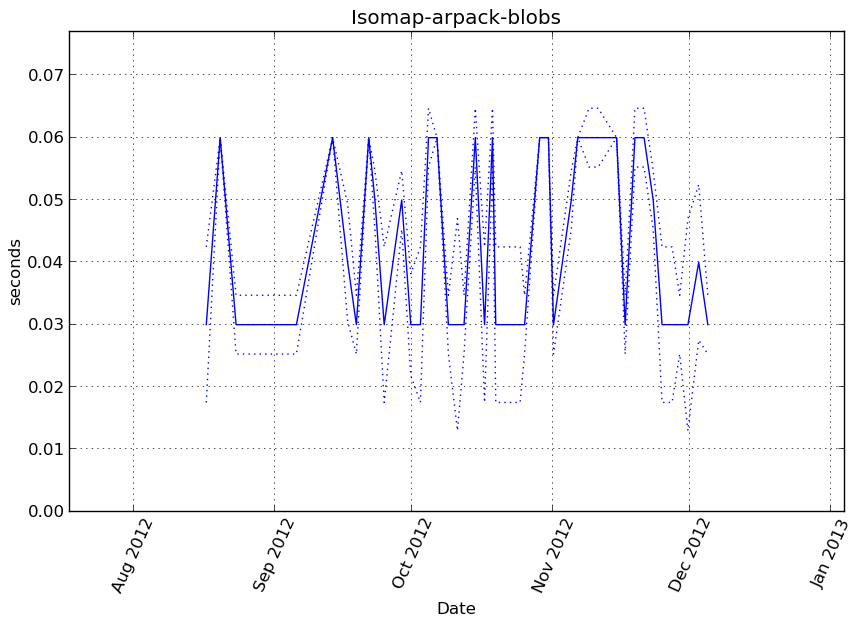 Isomap-arpack-blobs
0.07
0.06
0.05
0.04
0.03
0.02
0.01
0.00
seconds
Aug 2012
Sep 2012
Oct 2012
Nov 2012
Dec 2012
Jan 2013
Date